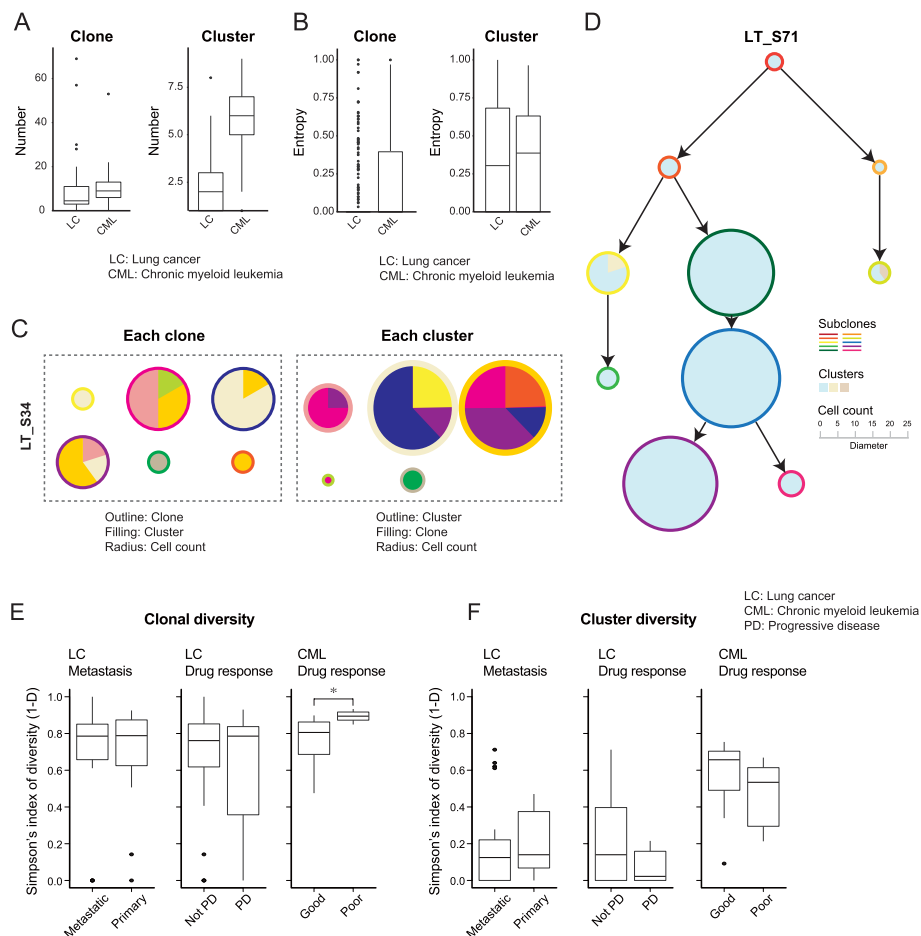 A
Clone
Number
60
40
20
0
LC
CML
Cluster
Number
7.5
5.0
2.5
LC
CML
LC: Lung cancer
CML: Chronic myeloid leukemia
B
Clone
Entropy
1.00
0.75
0.50
0.25
0.00
LC
CML
Cluster
Entropy
1.00
0.75
0.50
0.25
0.00
LC
CML
LC: Lung cancer
CML: Chronic myeloid leukemia
C
LT_S34
Each clone
Outline: Clone
Filling: Cluster
Radius: Cell count
Each cluster
Outline: Cluster
Filling: Clone
Radius: Cell count
D
LT_S71
Subclones
Clusters
Cell count
0 5 10 15 20 25
Diameter
E
Clonal diversity
Simpson's index of diversity (1-D)
LC
Metastasis
1.0
0.8
0.6
0.4
0.2
0.0
Metastatic
Primary
LC
Drug response
Not PD
PD
CML
Drug response
*
Good
Poor
F
Cluster diversity
LC: Lung cancer
CML: Chronic myeloid leukemia
PD: Progressive disease
Simpson's index of diversity (1-D)
LC
Metastasis
1.0
0.8
0.6
0.4
0.2
0.0
Metastatic
Primary
LC
Drug response
Not PD
PD
CML
Drug response
Good
Poor